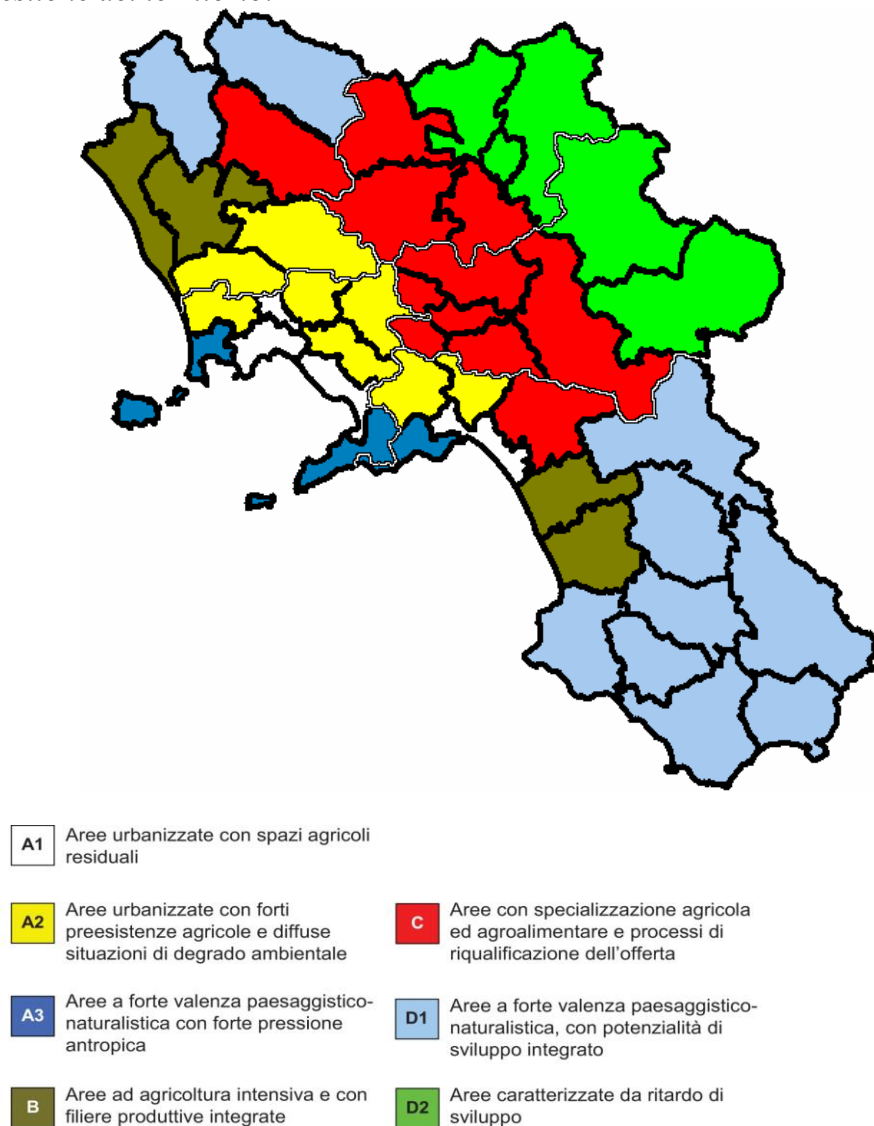 A1
Aree urbanizzate con spazi agricoli
residuali
A2
Aree urbanizzate con forti
preesistenze agricole e diffuse
situazioni di degrado ambientale
C
Aree con specializzazione agricola
ed agroalimentare e processi di
riqualificazione dell'offerta
A3
Aree a forte valenza paesaggistico-
naturalistica con forte pressione
antropica
D1
Aree a forte valenza paesaggistico-
naturalistica, con potenzialità di
sviluppo integrato
B
Aree ad agricoltura intensiva e con
filiere produttive integrate
D2
Aree caratterizzate da ritardo di
sviluppo